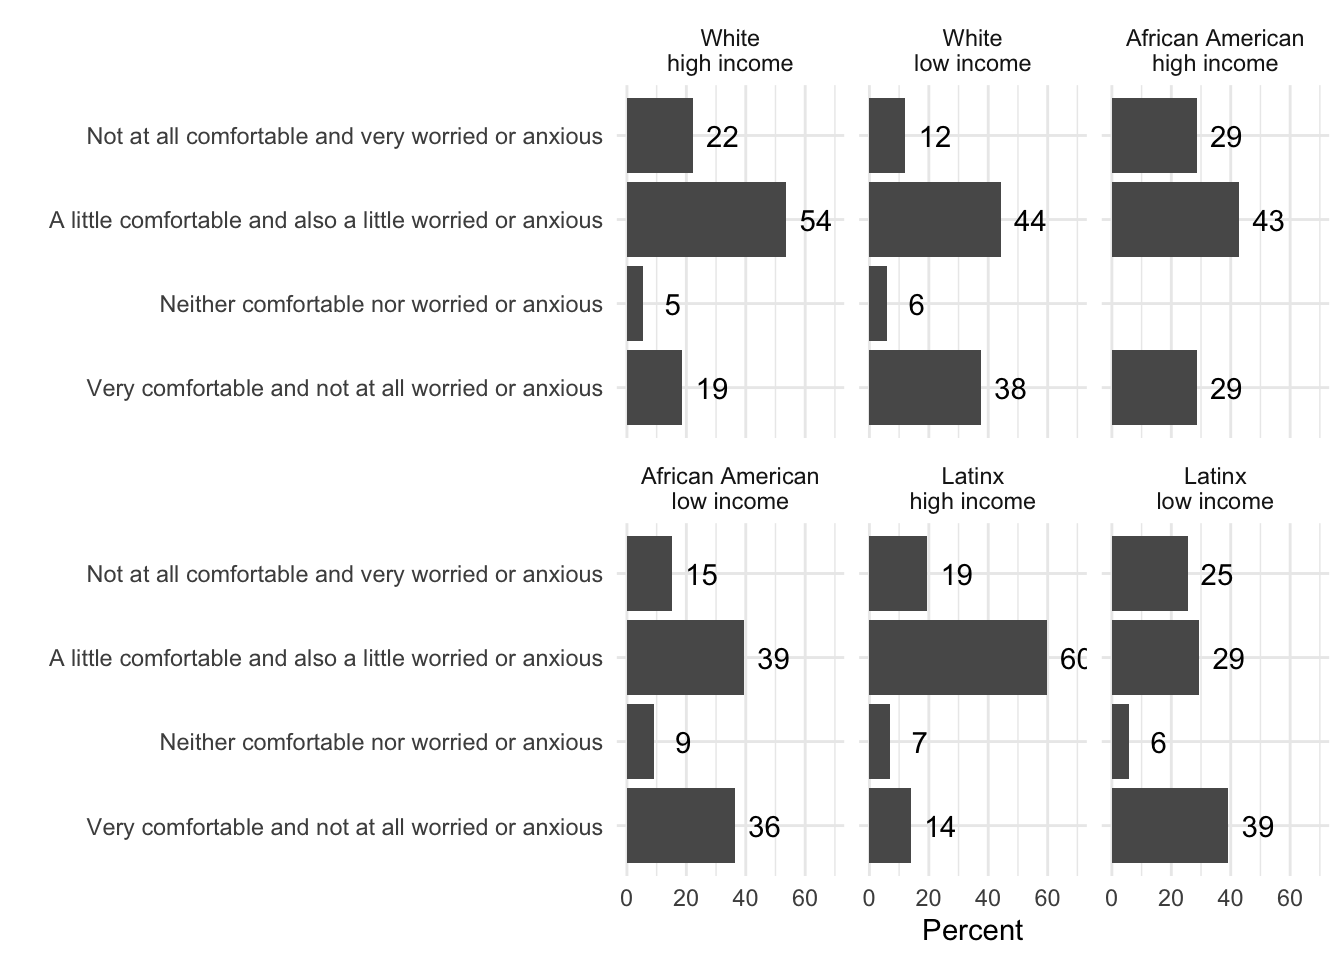 White
high income
White
low income
African American
high income
Not at all comfortable and very worried or anxious
22
12
29
A little comfortable and also a little worried or anxious
54
44
43
Neither comfortable nor worried or anxious
5
6
Very comfortable and not at all worried or anxious
19
38
29
African American
low income
Latinx
high income
Latinx
low income
Not at all comfortable and very worried or anxious
15
19
25
A little comfortable and also a little worried or anxious
39
60
29
Neither comfortable nor worried or anxious
9
7
6
Very comfortable and not at all worried or anxious
36
14
39
0 20 40 60
0 20 40 60
0 20 40 60
Percent